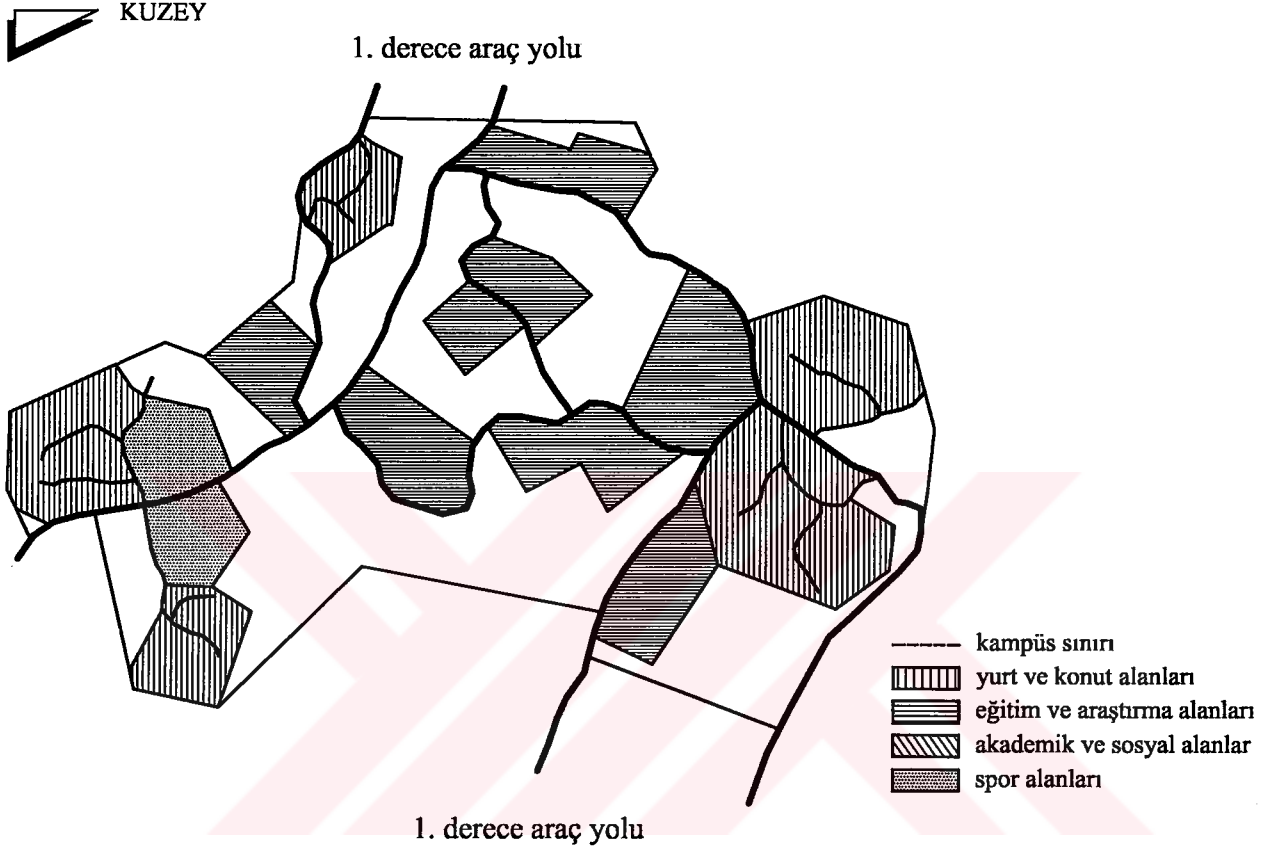 KUZEY
1. derece araç yolu
kampüs sınırı
yurt ve konut alanları
eğitim ve araştırma alanları
akademik ve sosyal alanlar
spor alanları
1. derece araç yolu